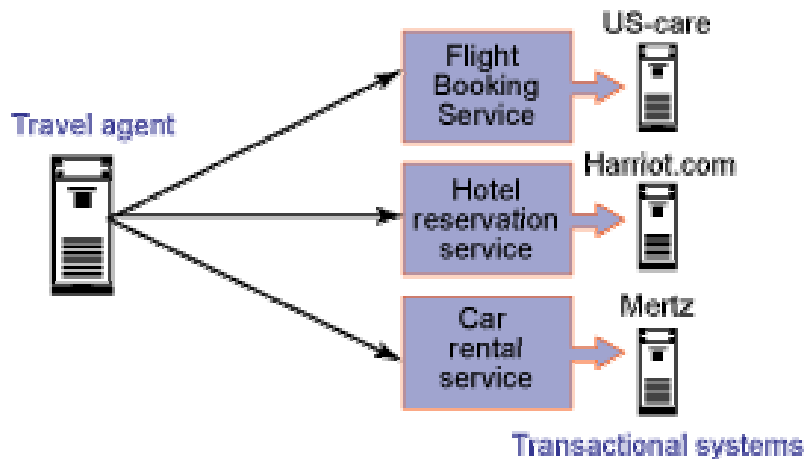 US-care
Flight
Booking
Service
Travel agent
Harriot.com
Hotel
reservation
service
Mertz
Car
rental
service
Transactional systems